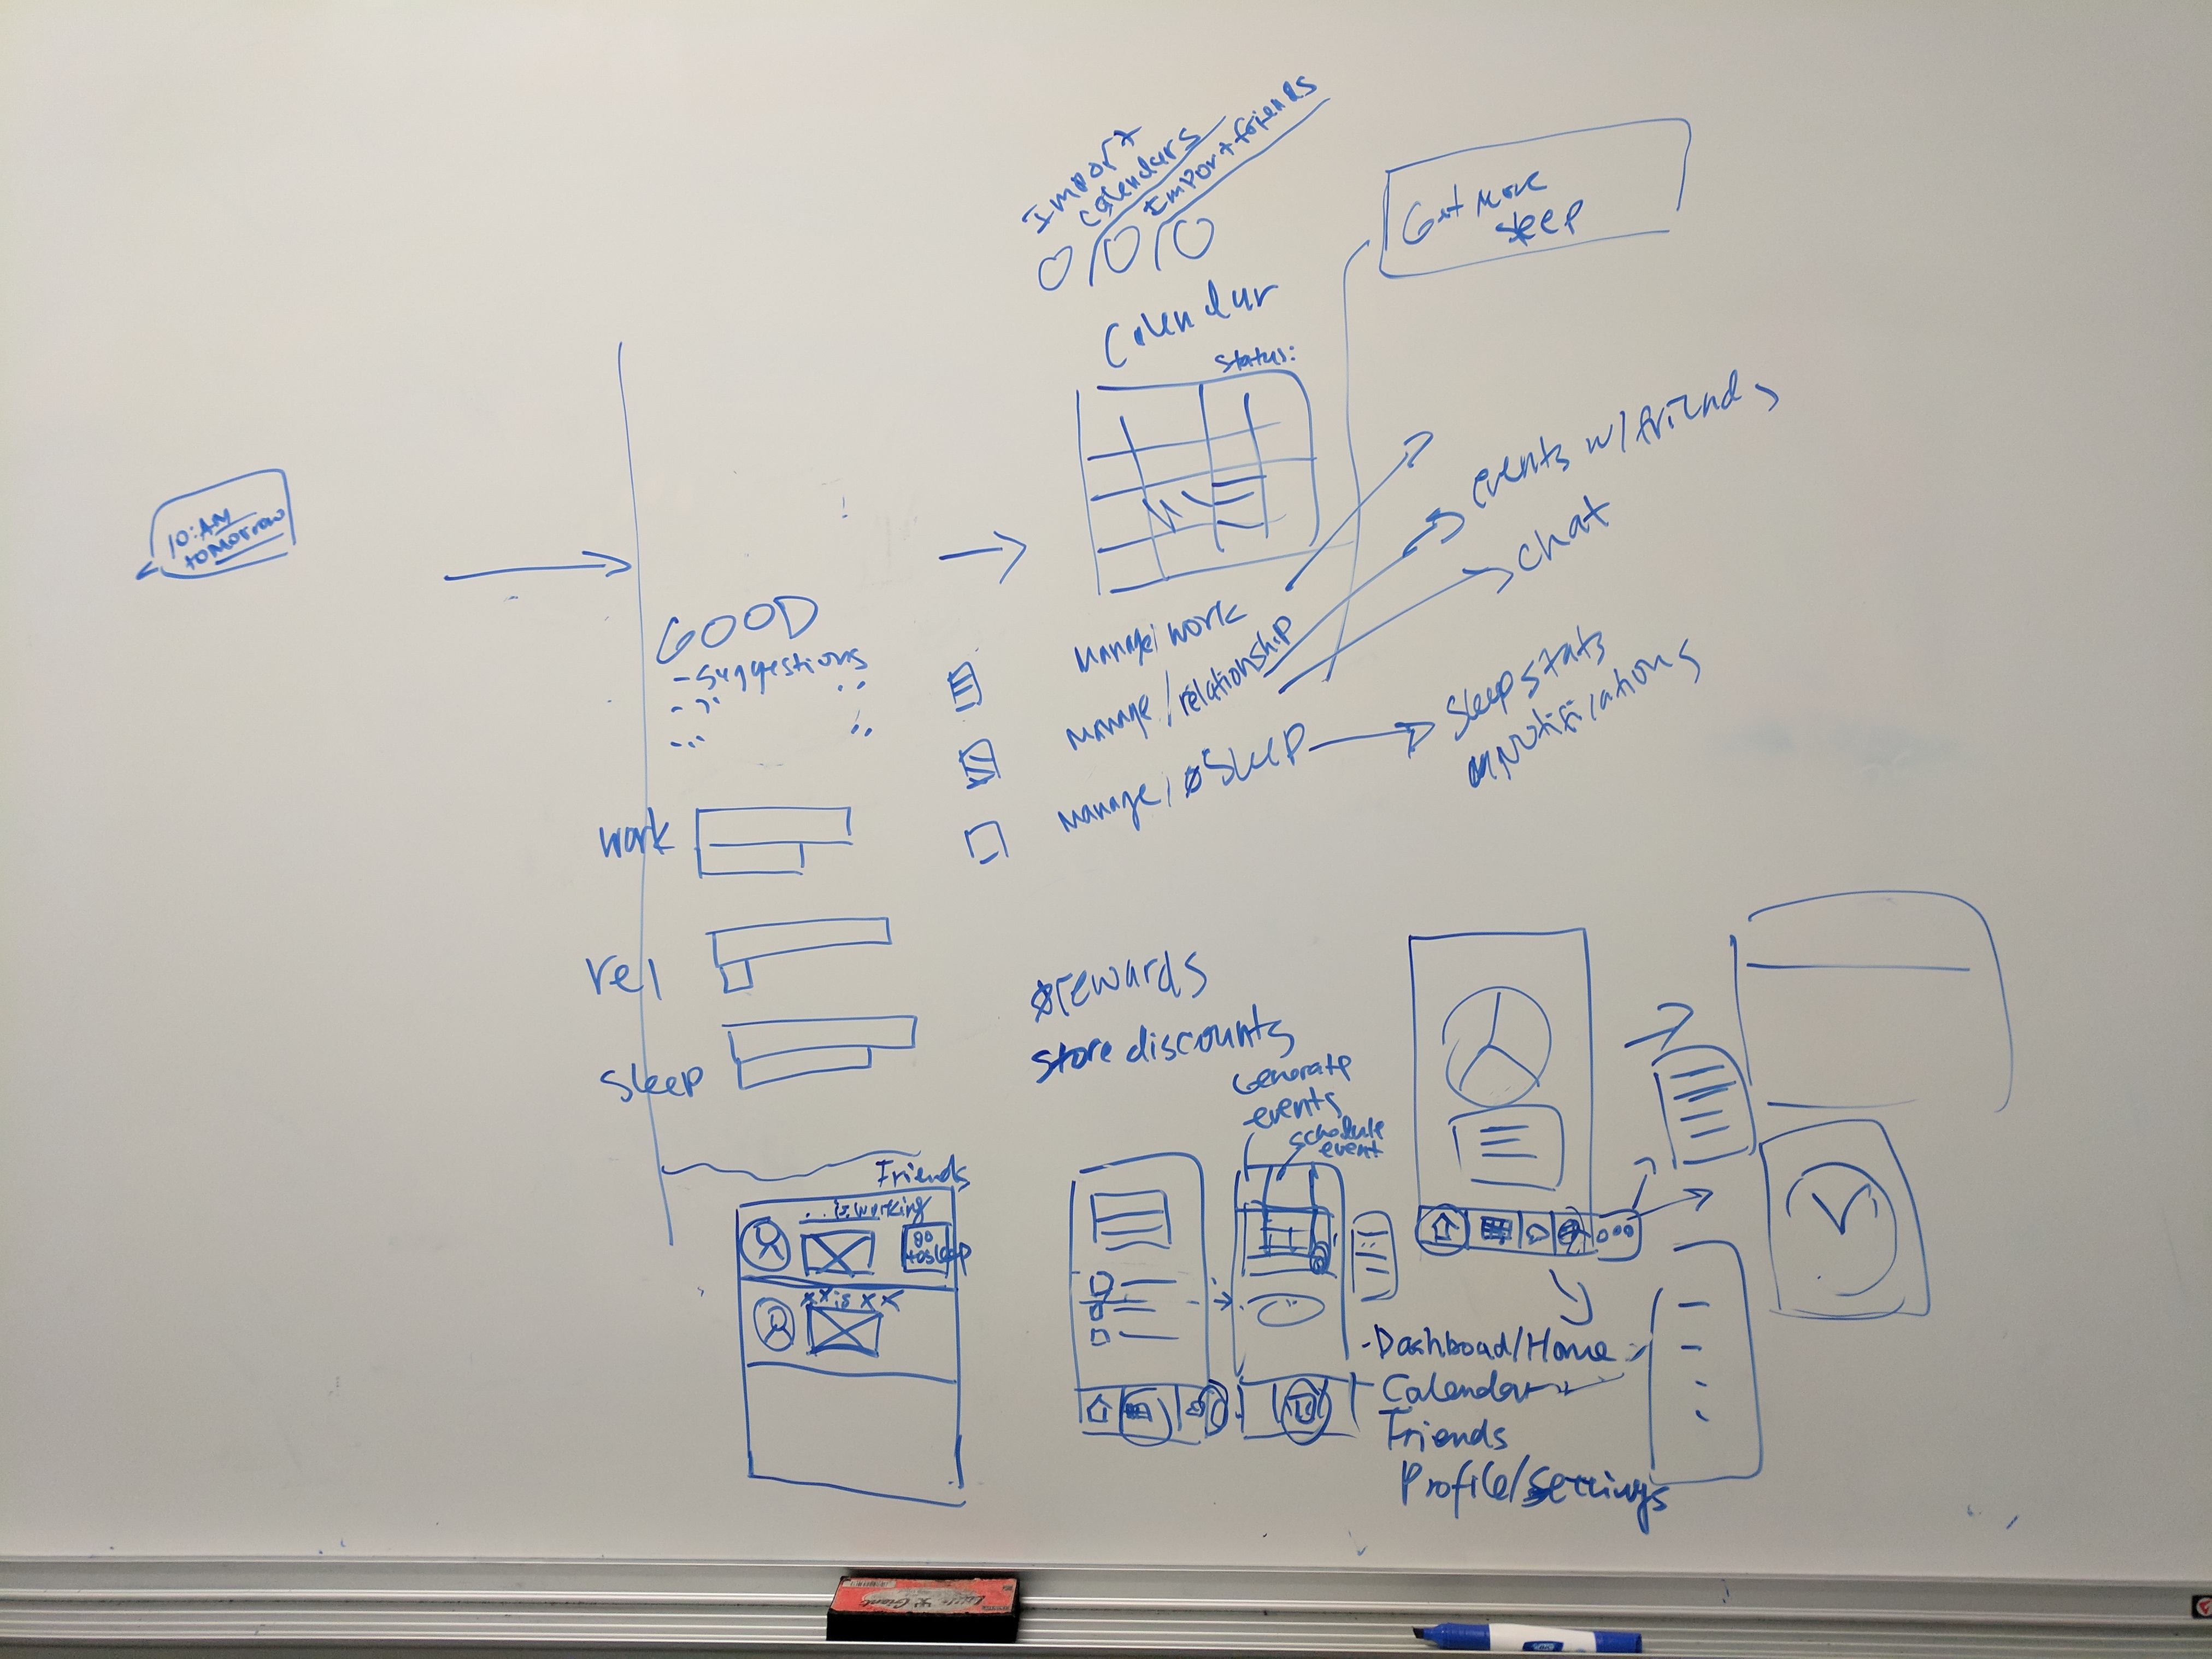 Import
calendars
Import friends
Get more
sleep
Calendar
Status:
10:AM
tomorrow
GOOD
- Suggestions
work
rel
sleep
manage/work
manage/relationship
manage/sleep
events w/friends
chat
sleep stats
notifications
rewards
store discounts
Generate
events
schedule
event
Friends
is working
go
to sleep
xx is xx
-Dashboad/Home
Calendar
Friends
Profile/Settings